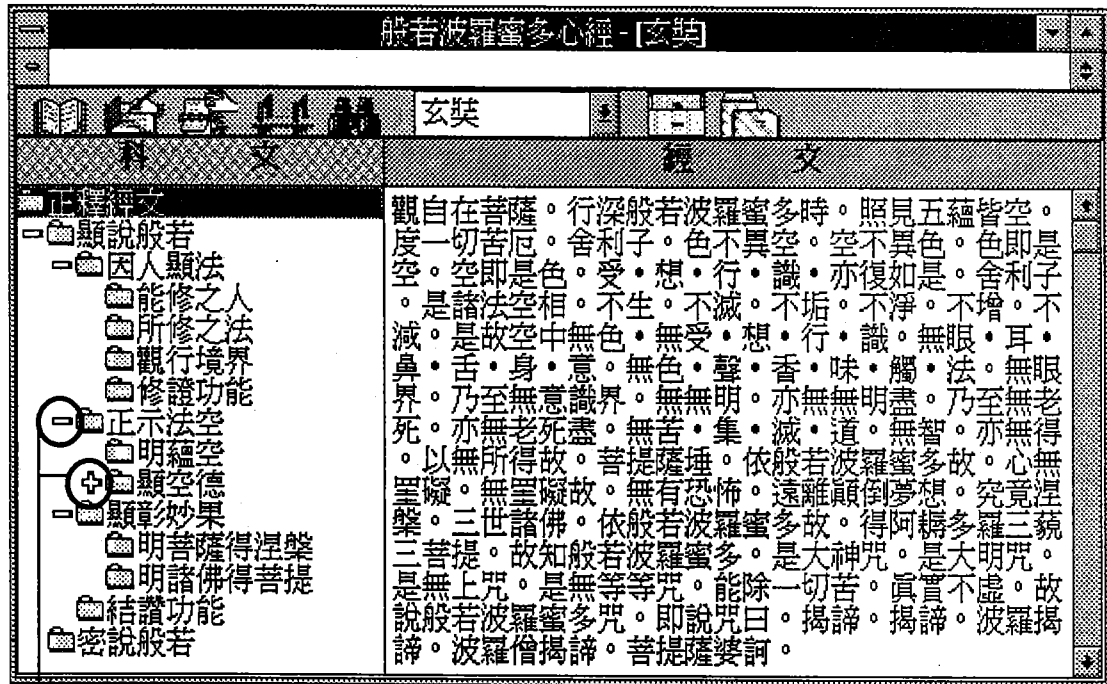 般若波羅蜜多心經 - [玄奘]
玄奘
科 文
經 文
正釋經文
顯說般若
因人顯法
能修之人
所修之法
觀行境界
修證功能
正示法空
明蘊空
顯空德
顯彰妙果
明菩薩得涅槃
明諸佛得菩提
結讚功能
密說般若
觀自在菩薩。行深般若波羅蜜多時。照見五蘊皆空。
度一切苦厄。舍利子。色不異空。空不異色。色即是
空。空即是色。受•想•行•識•亦復如是。舍利子
。是諸法空相。不生。不滅。不垢。不淨。不增。不
減。是故空中無色•無受•想•行•識。無眼•耳•
鼻•舌•身•意。無色•聲•香•味•觸•法。無眼
界。乃至無意識界。無無明。亦無無明盡。乃至無老
死。亦無老死盡。無苦•集•滅•道。無智。亦無得
。以無所得故。菩提薩埵。依般若波羅蜜多故。心無
罣礙。無罣礙故。無有恐怖。遠離顛倒夢想。究竟涅
槃。三世諸佛。依般若波羅蜜多故。得阿耨多羅三藐
三菩提。故知般若波羅蜜多。是大神咒。是大明咒。
是無上咒。是無等等咒。能除一切苦。眞實不虛。故
說般若波羅蜜多咒。即說咒曰。揭諦。揭諦。波羅揭
諦。波羅僧揭諦。菩提薩婆訶。